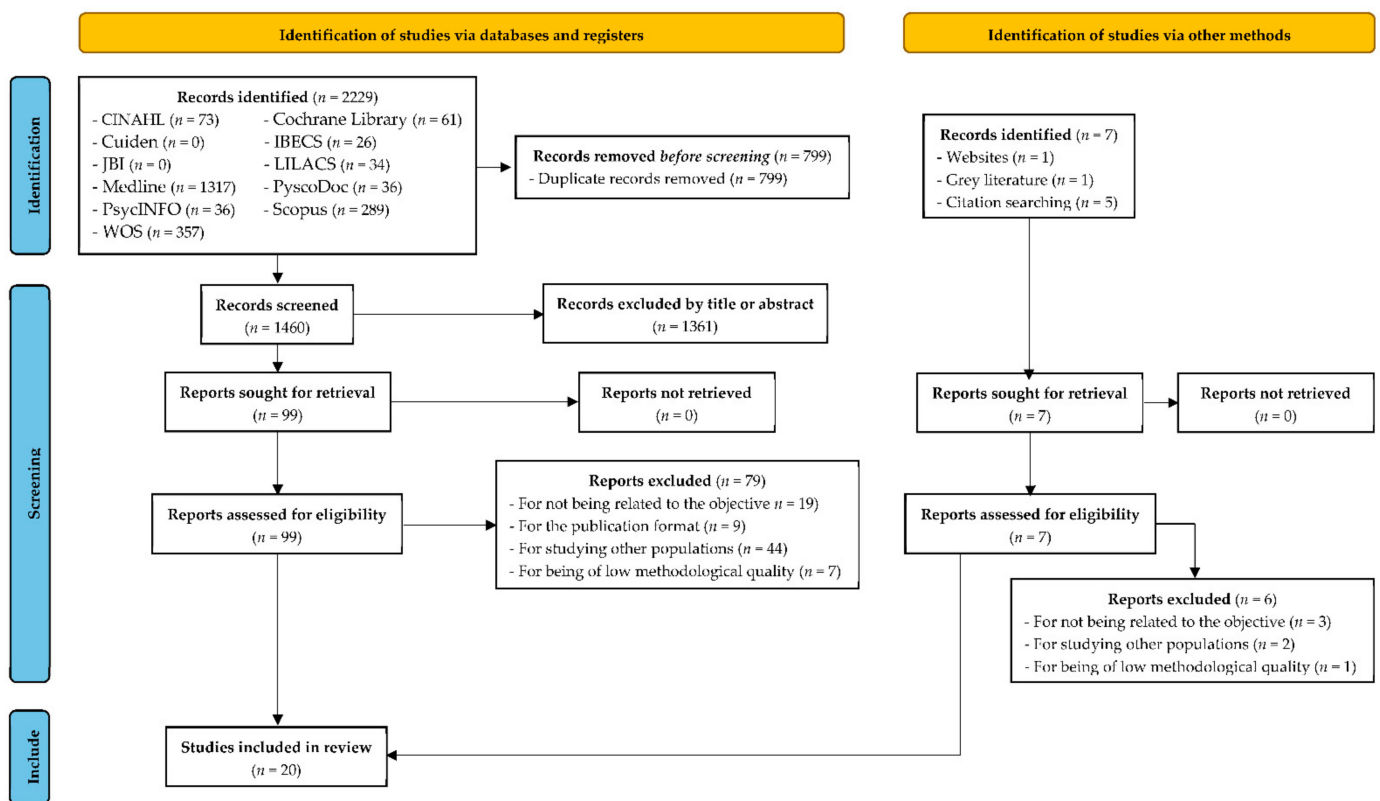 Identification of studies via databases and registers
Identification of studies via other methods
Identification
Records identified (n = 2229)
- CINAHL (n = 73)
- Cuiden (n = 0)
- JBI (n = 0)
- Medline (n = 1317)
- PsycINFO (n = 36)
- WOS (n = 357)
- Cochrane Library (n = 61)
- IBECS (n = 26)
- LILACS (n = 34)
- PyscoDoc (n = 36)
- Scopus (n = 289)
Records removed before screening (n = 799)
- Duplicate records removed (n = 799)
Records identified (n = 7)
- Websites (n = 1)
- Grey literature (n = 1)
- Citation searching (n = 5)
Screening
Records screened
(n = 1460)
Records excluded by title or abstract
(n = 1361)
Reports sought for retrieval
(n = 99)
Reports not retrieved
(n = 0)
Reports sought for retrieval
(n = 7)
Reports not retrieved
(n = 0)
Reports assessed for eligibility
(n = 99)
Reports excluded (n = 79)
- For not being related to the objective n = 19)
- For the publication format (n = 9)
- For studying other populations (n = 44)
- For being of low methodological quality (n = 7)
Reports assessed for eligibility
(n = 7)
Reports excluded (n = 6)
- For not being related to the objective (n = 3)
- For studying other populations (n = 2)
- For being of low methodological quality (n = 1)
Include
Studies included in review
(n = 20)